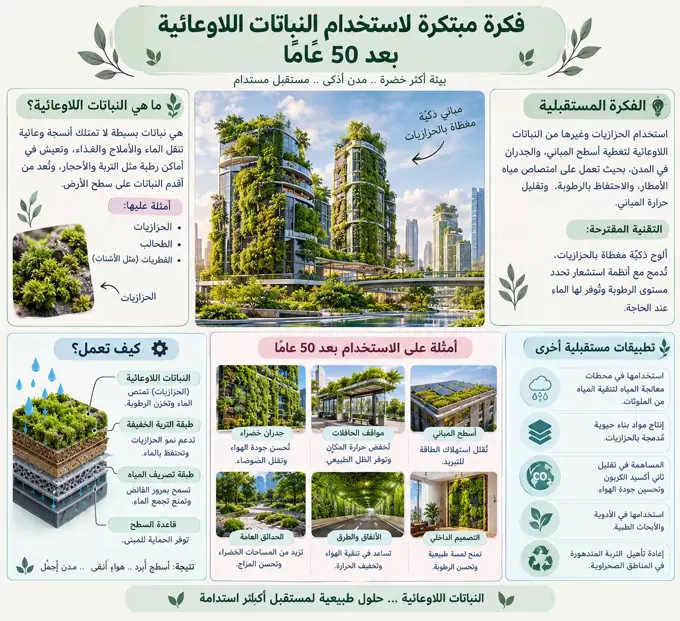 فكرة مبتكرة لاستخدام النباتات اللاوعائية
بعد 50 عًامًا
بيئة أكثر خضرة .. مدن أذكى .. مستقبل مستدام
الفكرة المستقبلية
استخدام الحزازيات وغيرها من النباتات
اللاوعائية لتغطية أسطح المباني، والجدران
في المدن، بحيث تعمل على امتصاص مياه
الأمطار، والاحتفاظ بالرطوبة، وتقليل
حرارة المباني.
التقنية المقترحة:
ألوح ذكيّة مغطاة بالحزازيات،
تُدمج مع أنظمة استشعار تحدد
مستوى الرطوبة وتُوفر لها الماء
عند الحاجة.
مباني ذكيّة
مغطاة بالحزازيات
ما هي النباتات اللاوعائية؟
هي نباتات بسيطة لا تمتلك أنسجة وعائية
تنقل الماء والأملاح والغذاء، وتعيش في
أماكن رطبة مثل التربة والأحجار، وتُعد من
أقدم النباتات على سطح الأرض.
أمثلة عليها:
• الحزازيات
• الطحالب
• الفطريات (مثل الأشنات)
الحزازيات
تطبيقات مستقبلية أخرى
استخدامها في محطات
معالجة المياه لتنقية المياه
من الملوثات.
إنتاج مواد بناء حيوية
مُدمجة بالحزازيات.
CO2
المساهمة في تقليل
ثاني أكسيد الكربون
وتحسين جودة الهواء.
استخدامها في الأدوية
والأبحاث الطبية.
إعادة تأهيل التربة المتدهورة
في المناطق الصحراوية.
أمثلة على الاستخدام بعد 50 عامًا
أسطح المباني
تُقلل استهلاك الطاقة
للتبريد.
مواقف الحافلات
تُخفض حرارة المكان
وتوفر الظل الطبيعي.
جدران خضراء
تُحسن جودة الهواء
وتقلل الضوضاء.
التصميم الداخلي
تمنح لمسة طبيعية
وتحسن الرطوبة.
الأنفاق والطرق
تساعد في تنقية الهواء
وتخفيف الحرارة.
الحدائق العامة
تزيد من المساحات الخضراء
وتحسن المزاج.
كيف تعمل؟
النباتات اللاوعائية
(الحزازيات) تمتص
الماء وتخزن الرطوبة.
طبقة التربة الخفيفة
تدعم نمو الحزازيات
وتحتفظ بالماء.
طبقة تصريف المياه
تسمح بمرور الفائض
وتمنع تجمع الماء.
قاعدة السطح
توفر الحماية للمبنى.
نتيجة: أسطح أبرد .. هواء أنقى .. مدن إجمل
النباتات اللاوعائية ... حلول طبيعية لمستقبل أكثر استدامة